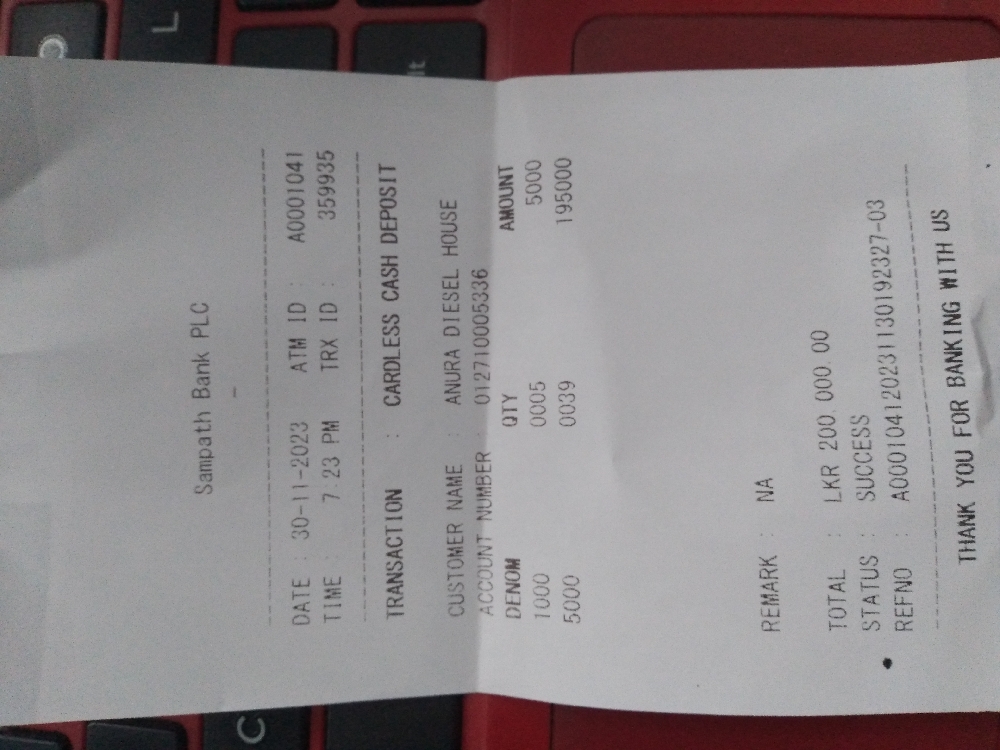 Sampath Bank PLC
DATE : 30-11-2023 ATM ID : A0001041
TIME : 7:23 PM TRX ID : 359935
TRANSACTION : CARDLESS CASH DEPOSIT
CUSTOMER NAME : ANURA DIESEL HOUSE
ACCOUNT NUMBER : 012710005336
DENOM QTY AMOUNT
1000 0005 5000
5000 0039 195000
REMARK : NA
TOTAL : LKR 200,000.00
STATUS : SUCCESS
REFNO : A000104120231130192327-03
THANK YOU FOR BANKING WITH US
L
C